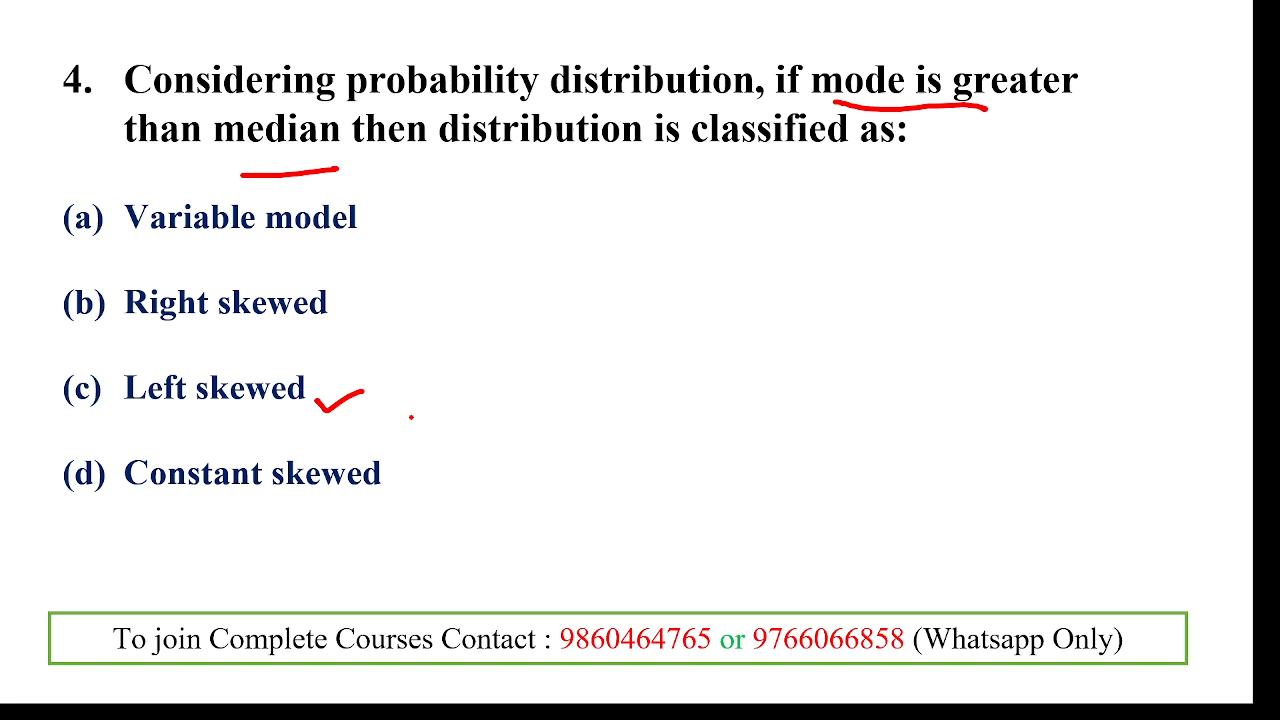 4. Considering probability distribution, if mode is greater
than median then distribution is classified as:
(a) Variable model
(b) Right skewed
(c) Left skewed
(d) Constant skewed
To join Complete Courses Contact : 9860464765 or 9766066858 (Whatsapp Only)